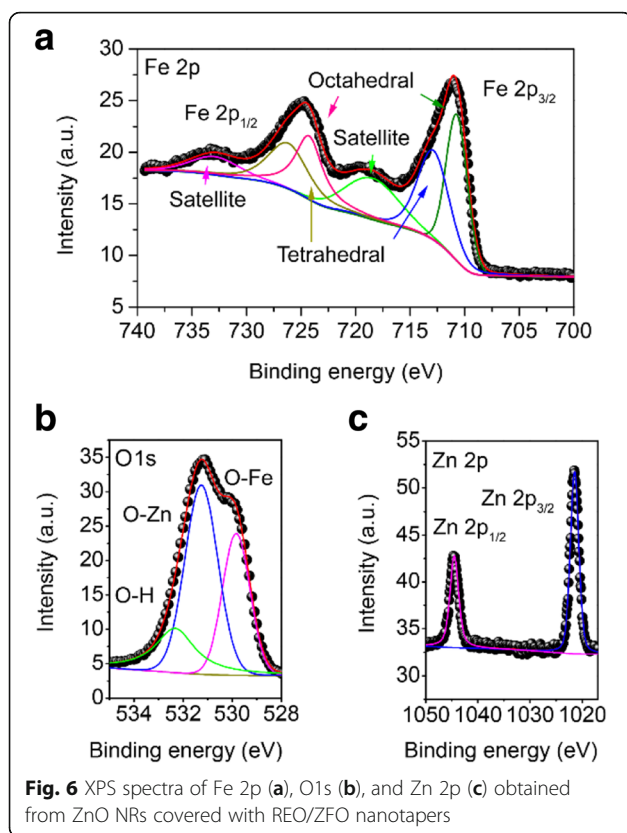 a
Fe 2p
Octahedral
Fe 2p3/2
Fe 2p1/2
Satellite
Satellite
Tetrahedral
Intensity (a.u.)
30
25
20
15
10
5
740 735 730 725 720 715 710 705 700
Binding energy (eV)
b
O1s
O-Fe
O-Zn
O-H
Intensity (a.u.)
35
30
25
20
15
10
5
0
534 532 530 528
Binding energy (eV)
c
Zn 2p
Zn 2p3/2
Zn 2p1/2
Intensity (a.u.)
55
50
45
40
35
30
1050 1040 1030 1020
Binding energy (eV)
Fig. 6 XPS spectra of Fe 2p (a), O1s (b), and Zn 2p (c) obtained
from ZnO NRs covered with REO/ZFO nanotapers